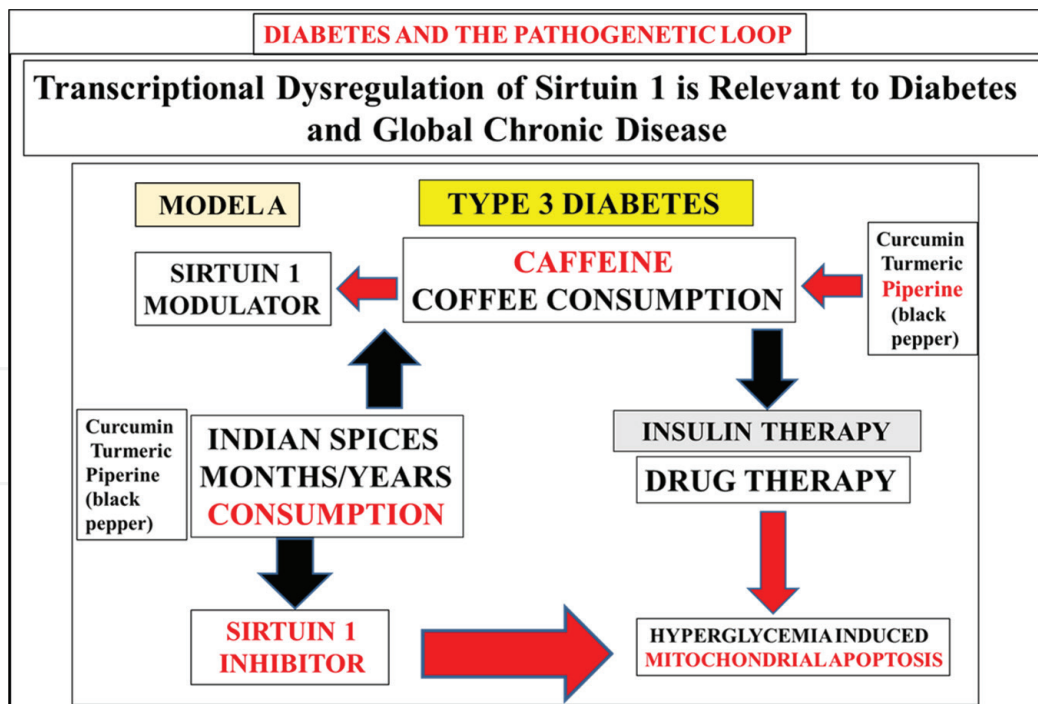 DIABETES AND THE PATHOGENETIC LOOP
Transcriptional Dysregulation of Sirtuin 1 is Relevant to Diabetes
and Global Chronic Disease
MODEL A
TYPE 3 DIABETES
SIRTUIN 1
MODULATOR
CAFFEINE
COFFEE CONSUMPTION
Curcumin
Turmeric
Piperine
(black
pepper)
Curcumin
Turmeric
Piperine
(black
pepper)
INDIAN SPICES
MONTHS/YEARS
CONSUMPTION
INSULIN THERAPY
DRUG THERAPY
SIRTUIN 1
INHIBITOR
HYPERGLYCEMIA INDUCED
MITOCHONDRIAL APOPTOSIS